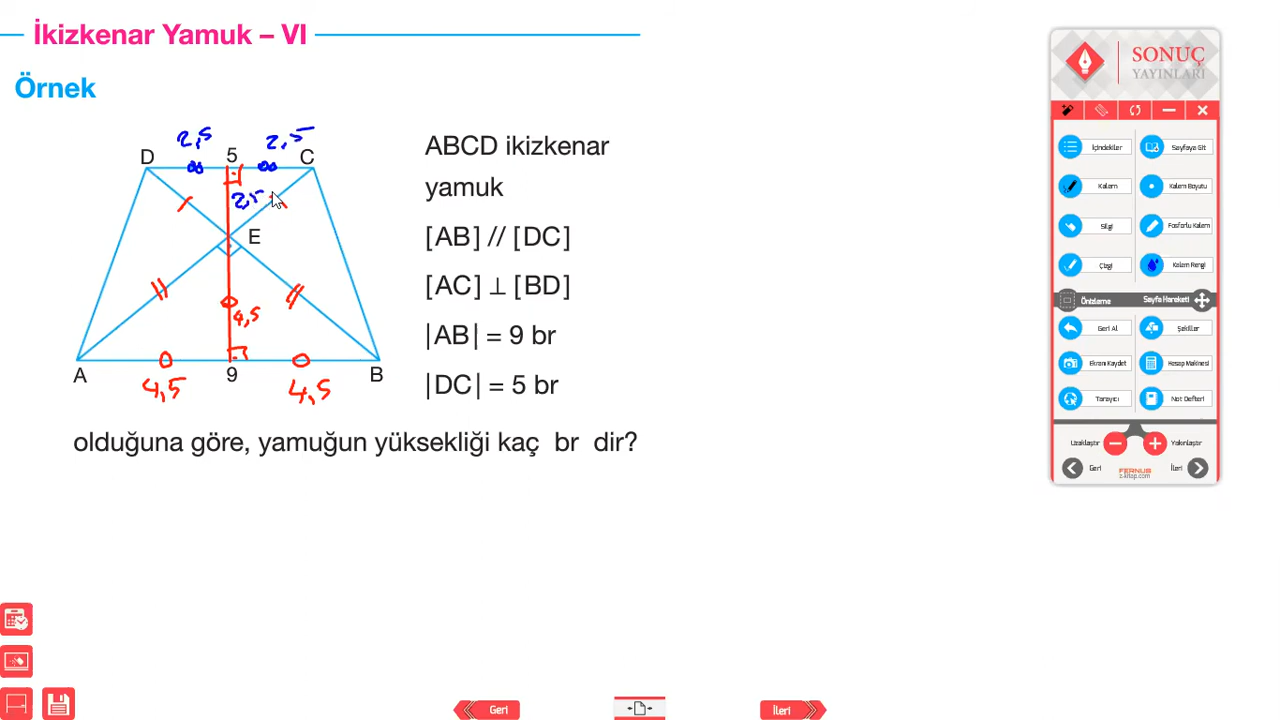 İkizkenar Yamuk – VI
Örnek
2,5 2,5
D 5 C
2,5
E
4,5
A 9 B
4,5 4,5
ABCD ikizkenar
yamuk
[AB] // [DC]
[AC] ⊥ [BD]
|AB| = 9 br
|DC| = 5 br
olduğuna göre, yamuğun yüksekliği kaç br dir?
SONUÇ
YAYINLARI
İçindekiler Sayfaya Git
Kalem Kalem Boyutu
Silgi Fosforlu Kalem
Çizgi Kalem Rengi
Önizleme Sayfa Hareketi
Geri Al Şekiller
Ekranı Kaydet Hesap Makinesi
Tarayıcı Not Defteri
Uzaklaştır Yakınlaştır
Geri FERNUS İleri
z-kitap.com
Geri İleri